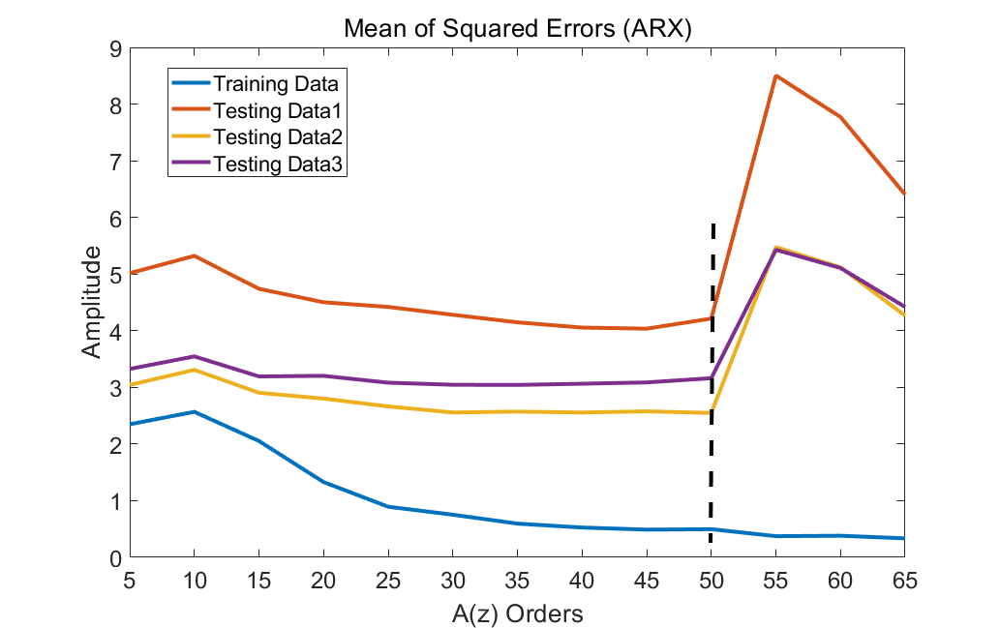 Mean of Squared Errors (ARX)
9
8
7
6
5
4
3
2
1
0
Amplitude
Training Data
Testing Data1
Testing Data2
Testing Data3
5 10 15 20 25 30 35 40 45 50 55 60 65
A(z) Orders